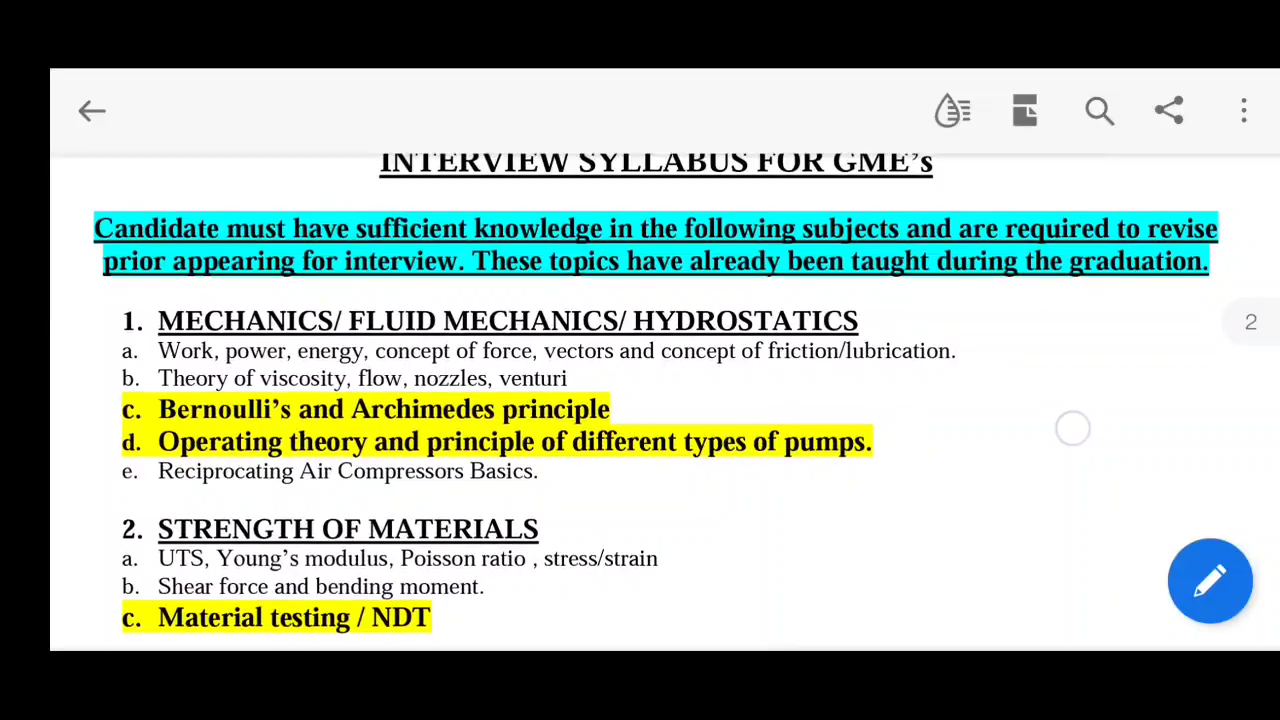 INTERVIEW SYLLABUS FOR GME's
Candidate must have sufficient knowledge in the following subjects and are required to revise
prior appearing for interview. These topics have already been taught during the graduation.
2
1. MECHANICS/ FLUID MECHANICS/ HYDROSTATICS
a. Work, power, energy, concept of force, vectors and concept of friction/lubrication.
b. Theory of viscosity, flow, nozzles, venturi
c. Bernoulli's and Archimedes principle
d. Operating theory and principle of different types of pumps.
e. Reciprocating Air Compressors Basics.
2. STRENGTH OF MATERIALS
a. UTS, Young's modulus, Poisson ratio , stress/strain
b. Shear force and bending moment.
c. Material testing / NDT